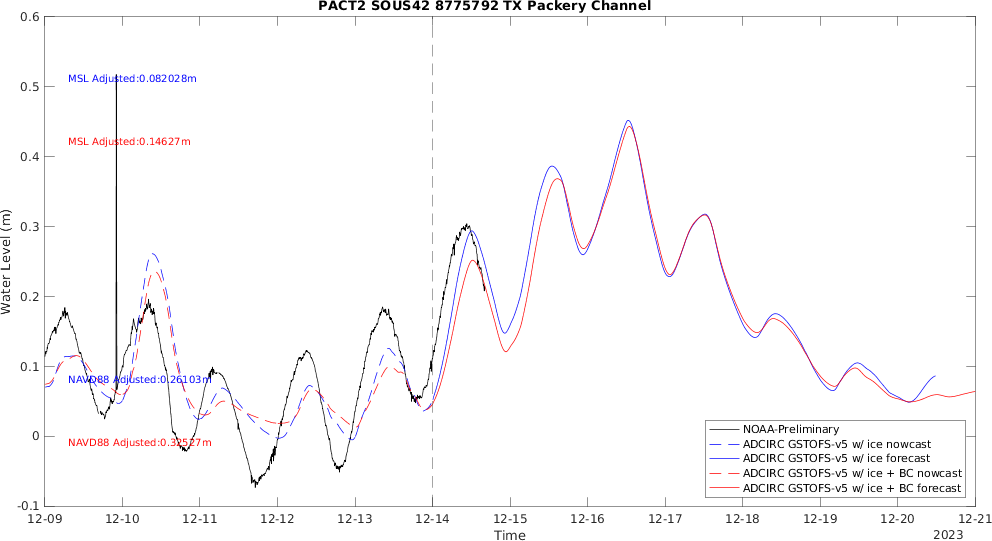 PACT2 SOUS42 8775792 TX Packery Channel
0.6
0.5
0.4
0.3
0.2
0.1
0
-0.1
Water Level (m)
MSL Adjusted:0.082028m
MSL Adjusted:0.14627m
NAVD88 Adjusted:0.26103m
NAVD88 Adjusted:0.32527m
NOAA-Preliminary
ADCIRC GSTOFS-v5 w/ ice nowcast
ADCIRC GSTOFS-v5 w/ ice forecast
ADCIRC GSTOFS-v5 w/ ice + BC nowcast
ADCIRC GSTOFS-v5 w/ ice + BC forecast
12-09 12-10 12-11 12-12 12-13 12-14 12-15 12-16 12-17 12-18 12-19 12-20 12-21
Time
2023